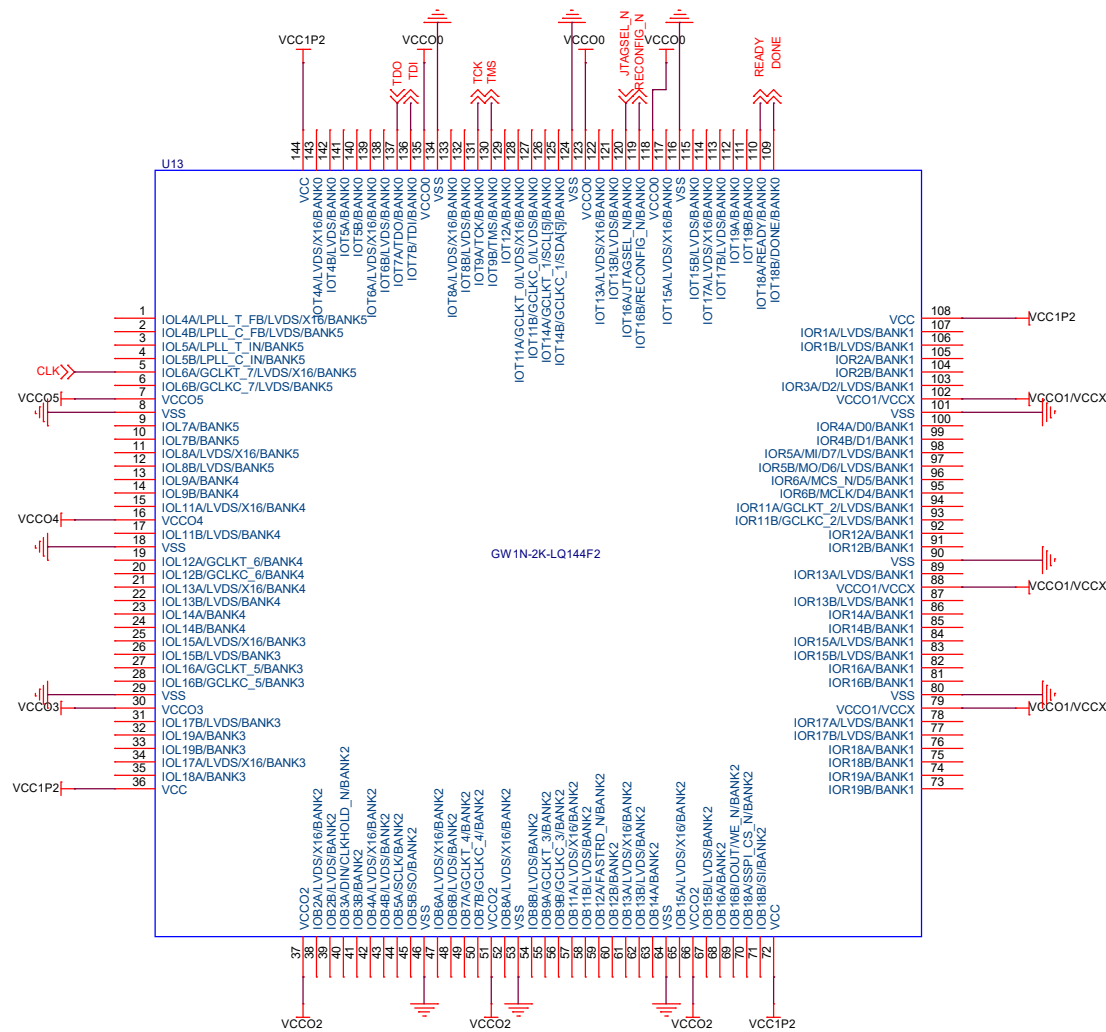 VCC1P2
VCCO0
VCCO0
VCCO0
TDO
TDI
TCK
TMS
JTAGSEL_N
RECONFIG_N
READY
DONE
U13
144
143
142
141
140
139
138
137
136
135
134
133
132
131
130
129
128
127
126
125
124
123
122
121
120
119
118
117
116
115
114
113
112
111
110
109
VCC
IOT4A/LVDS/X16/BANK0
IOT4B/LVDS/BANK0
IOT5A/BANK0
IOT5B/BANK0
IOT6A/LVDS/X16/BANK0
IOT6B/LVDS/BANK0
IOT7A/TDO/BANK0
IOT7B/TDI/BANK0
VCCO0
VSS
IOT8A/LVDS/X16/BANK0
IOT8B/LVDS/BANK0
IOT9A/TCK/BANK0
IOT9B/TMS/BANK0
IOT12A/BANK0
IOT11A/GCLKT_0/LVDS/X16/BANK0
IOT11B/GCLKC_0/LVDS/BANK0
IOT14A/GCLKT_1/SCL[5]/BANK0
IOT14B/GCLKC_1/SDA[5]/BANK0
VSS
VCCO0
IOT13A/LVDS/X16/BANK0
IOT13B/LVDS/BANK0
IOT16A/JTAGSEL_N/BANK0
IOT16B/RECONFIG_N/BANK0
VCCO0
IOT15A/LVDS/X16/BANK0
VSS
IOT15B/LVDS/BANK0
IOT17A/LVDS/X16/BANK0
IOT17B/LVDS/BANK0
IOT19A/BANK0
IOT19B/BANK0
IOT18A/READY/BANK0
IOT18B/DONE/BANK0
1 IOL4A/LPLL_T_FB/LVDS/X16/BANK5
2 IOL4B/LPLL_C_FB/LVDS/BANK5
3 IOL5A/LPLL_T_IN/BANK5
4 IOL5B/LPLL_C_IN/BANK5
CLK 5 IOL6A/GCLKT_7/LVDS/X16/BANK5
6 IOL6B/GCLKC_7/LVDS/BANK5
VCCO5 7 VCCO5
8 VSS
9 IOL7A/BANK5
10 IOL7B/BANK5
11 IOL8A/LVDS/X16/BANK5
12 IOL8B/LVDS/BANK5
13 IOL9A/BANK4
14 IOL9B/BANK4
15 IOL11A/LVDS/X16/BANK4
VCCO4 16 VCCO4
17 IOL11B/LVDS/BANK4
18 VSS
19 IOL12A/GCLKT_6/BANK4
20 IOL12B/GCLKC_6/BANK4
21 IOL13A/LVDS/X16/BANK4
22 IOL13B/LVDS/BANK4
23 IOL14A/BANK4
24 IOL14B/BANK4
25 IOL15A/LVDS/X16/BANK3
26 IOL15B/LVDS/BANK3
27 IOL16A/GCLKT_5/BANK3
28 IOL16B/GCLKC_5/BANK3
29 VSS
VCCO3 30 VCCO3
31 IOL17B/LVDS/BANK3
32 IOL19A/BANK3
33 IOL19B/BANK3
34 IOL17A/LVDS/X16/BANK3
35 IOL18A/BANK3
VCC1P2 36 VCC
GW1N-2K-LQ144F2
VCC 108 VCC1P2
IOR1A/LVDS/BANK1 107
IOR1B/LVDS/BANK1 106
IOR2A/BANK1 105
IOR2B/BANK1 104
IOR3A/D2/LVDS/BANK1 103
VCCO1/VCCX 102 VCCO1/VCCX
VSS 101
IOR4A/D0/BANK1 100
IOR4B/D1/BANK1 99
IOR5A/MI/D7/LVDS/BANK1 98
IOR5B/MO/D6/LVDS/BANK1 97
IOR6A/MCS_N/D5/BANK1 96
IOR6B/MCLK/D4/BANK1 95
IOR11A/GCLKT_2/LVDS/BANK1 94
IOR11B/GCLKC_2/LVDS/BANK1 93
IOR12A/BANK1 92
IOR12B/BANK1 91
VSS 90
IOR13A/LVDS/BANK1 89
VCCO1/VCCX 88 VCCO1/VCCX
IOR13B/LVDS/BANK1 87
IOR14A/BANK1 86
IOR14B/BANK1 85
IOR15A/LVDS/BANK1 84
IOR15B/LVDS/BANK1 83
IOR16A/BANK1 82
IOR16B/BANK1 81
VSS 80
VCCO1/VCCX 79 VCCO1/VCCX
IOR17A/LVDS/BANK1 78
IOR17B/LVDS/BANK1 77
IOR18A/BANK1 76
IOR18B/BANK1 75
IOR19A/BANK1 74
IOR19B/BANK1 73
VCCO2
IOB2A/LVDS/X16/BANK2
IOB2B/LVDS/BANK2
IOB3A/DIN/CLKHOLD_N/BANK2
IOB3B/BANK2
IOB4A/LVDS/X16/BANK2
IOB4B/LVDS/BANK2
IOB5A/SCLK/BANK2
IOB5B/SO/BANK2
VSS
IOB6A/LVDS/X16/BANK2
IOB6B/LVDS/BANK2
IOB7A/GCLKT_4/BANK2
IOB7B/GCLKC_4/BANK2
VCCO2
IOB8A/LVDS/X16/BANK2
VSS
IOB8B/LVDS/BANK2
IOB9A/GCLKT_3/BANK2
IOB9B/GCLKC_3/BANK2
IOB11A/LVDS/X16/BANK2
IOB11B/LVDS/BANK2
IOB12A/FASTRD_N/BANK2
IOB12B/BANK2
IOB13A/LVDS/X16/BANK2
IOB13B/LVDS/BANK2
IOB14A/BANK2
VSS
IOB15A/LVDS/X16/BANK2
VCCO2
IOB15B/LVDS/BANK2
IOB16A/BANK2
IOB16B/DOUT/WE_N/BANK2
IOB18A/SSPI_CS_N/BANK2
IOB18B/SI/BANK2
VCC
37
38
39
40
41
42
43
44
45
46
47
48
49
50
51
52
53
54
55
56
57
58
59
60
61
62
63
64
65
66
67
68
69
70
71
72
VCCO2
VCCO2
VCCO2
VCC1P2